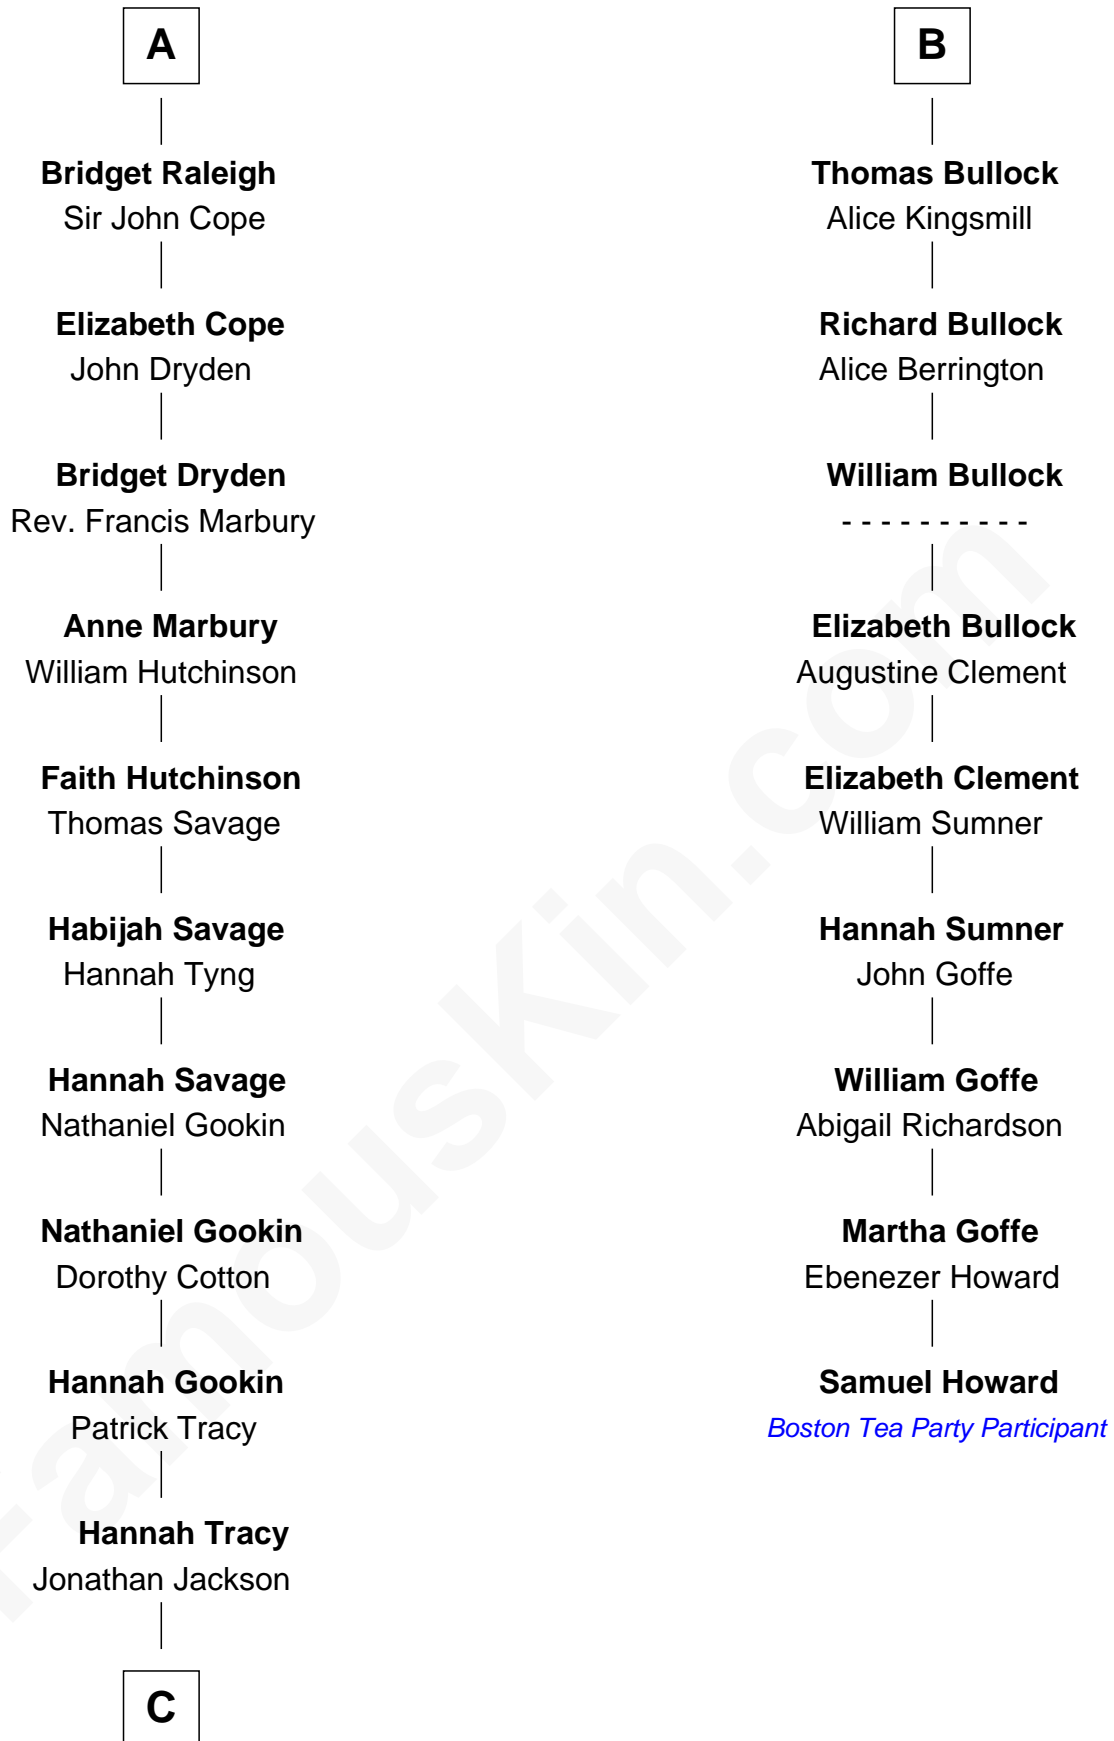 A
Bridget Raleigh
Sir John Cope
Elizabeth Cope
John Dryden
Bridget Dryden
Rev. Francis Marbury
Anne Marbury
William Hutchinson
Faith Hutchinson
Thomas Savage
Habijah Savage
Hannah Tyng
Hannah Savage
Nathaniel Gookin
Nathaniel Gookin
Dorothy Cotton
Hannah Gookin
Patrick Tracy
Hannah Tracy
Jonathan Jackson
C
B
Thomas Bullock
Alice Kingsmill
Richard Bullock
Alice Berrington
William Bullock
- - - - - - - - - -
Elizabeth Bullock
Augustine Clement
Elizabeth Clement
William Sumner
Hannah Sumner
John Goffe
William Goffe
Abigail Richardson
Martha Goffe
Ebenezer Howard
Samuel Howard
Boston Tea Party Participant
FamousKin.com